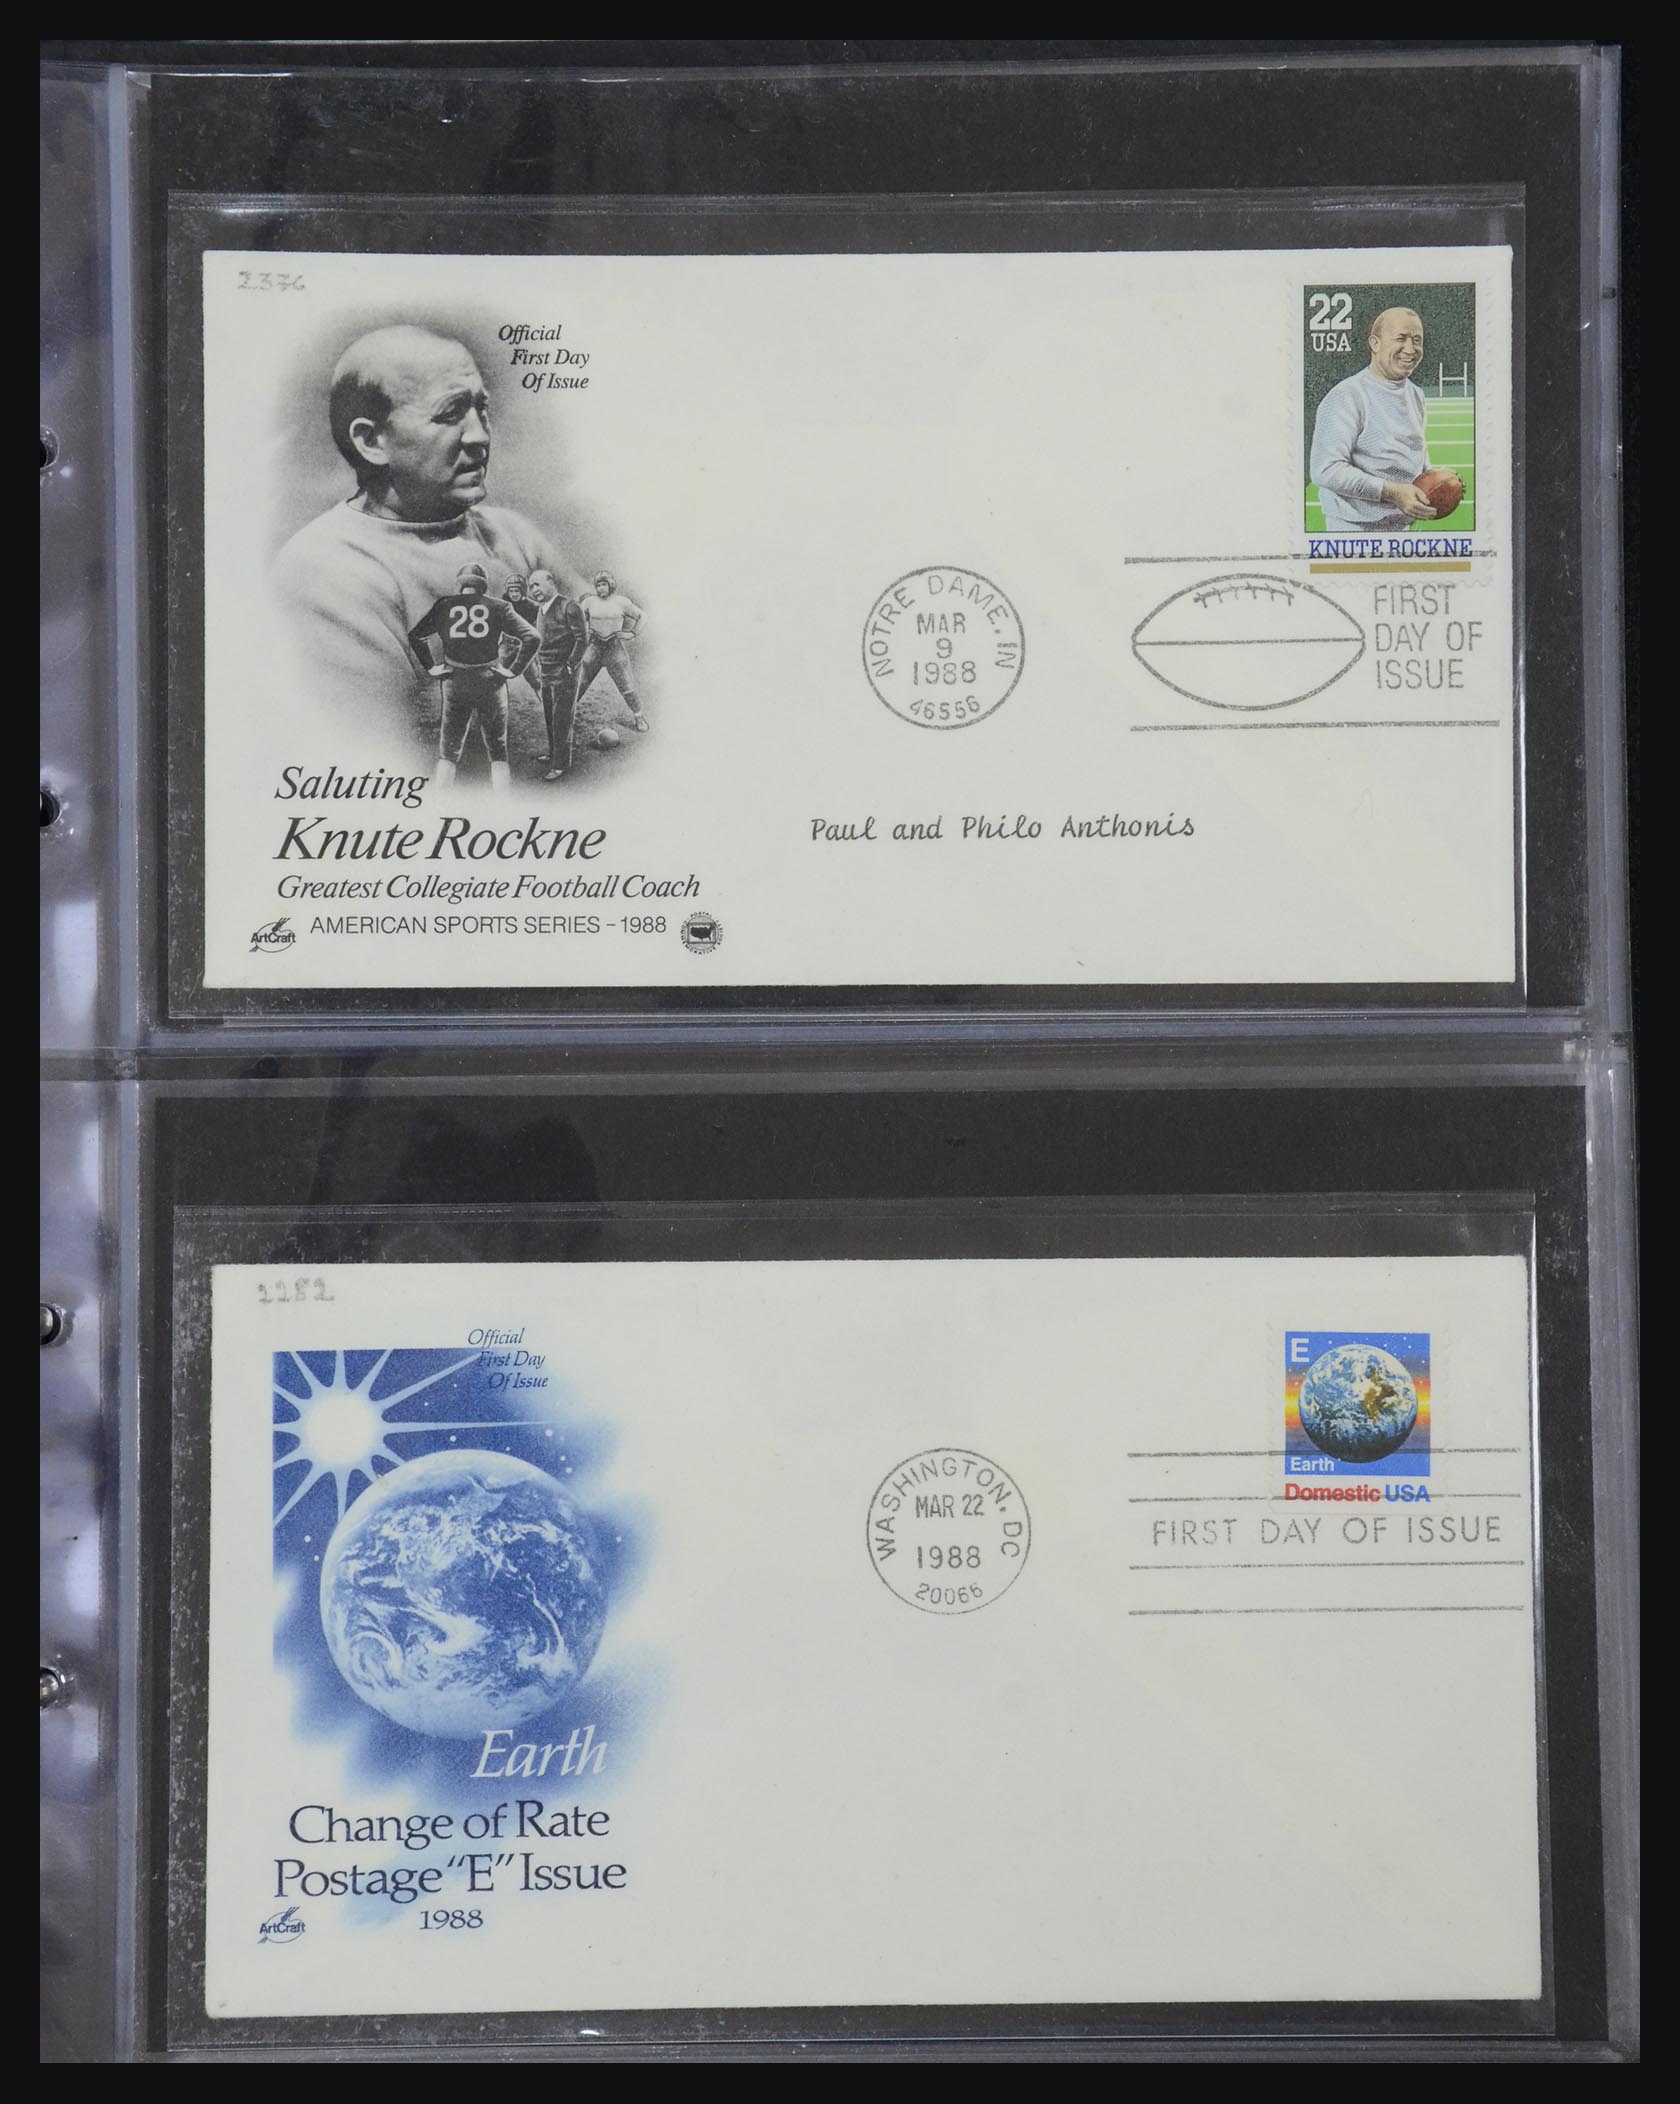 2376
Official
First Day
Of Issue
22
USA
KNUTE ROCKNE
28
NOTRE DAME, IN
MAR
9
1988
46556
FIRST
DAY OF
ISSUE
Saluting
Knute Rockne
Greatest Collegiate Football Coach
AMERICAN SPORTS SERIES - 1988
ArtCraft
POSTAL COMMEMORATIVE SOCIETY
Paul and Philo Anthonis
2282
Official
First Day
Of Issue
E
Earth
Domestic USA
WASHINGTON, DC
MAR 22
1988
20066
FIRST DAY OF ISSUE
Earth
Change of Rate
Postage "E" Issue
1988
ArtCraft